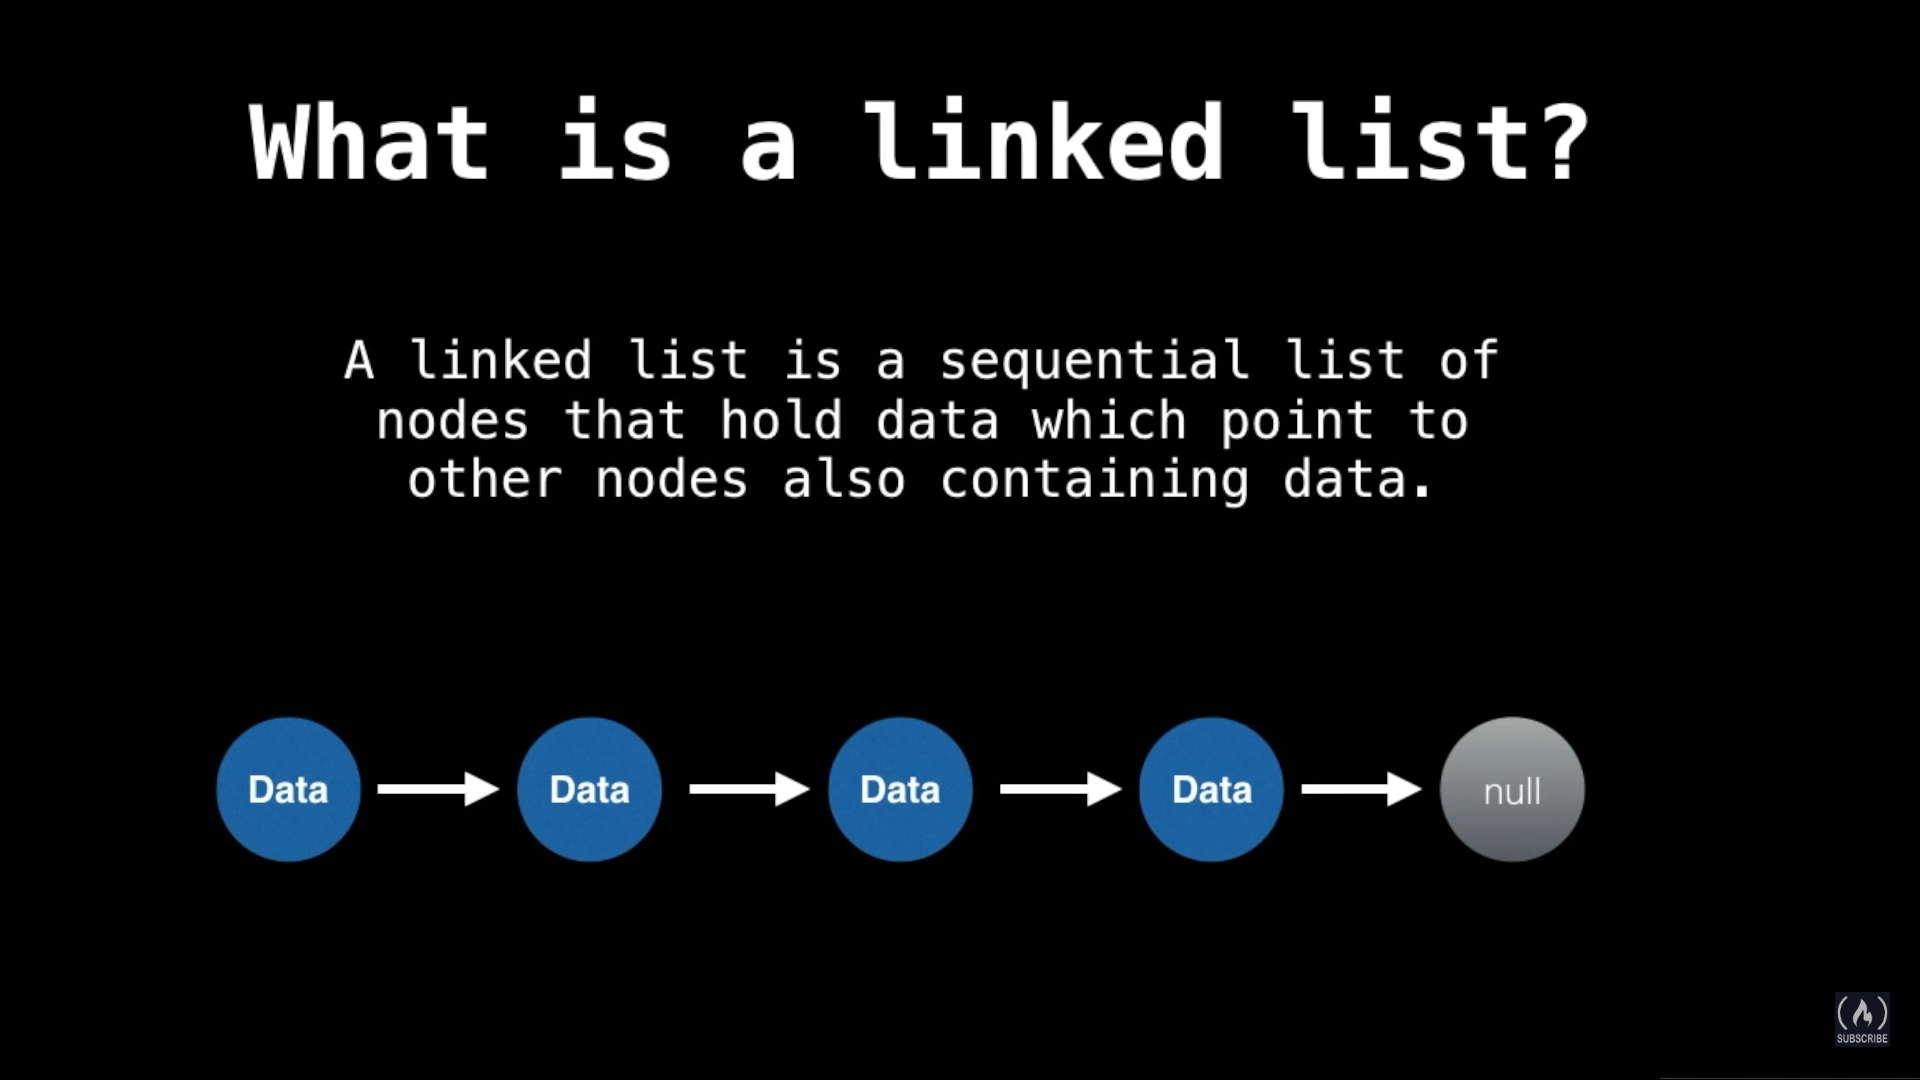 What is a linked list?
A linked list is a sequential list of
nodes that hold data which point to
other nodes also containing data.
Data
Data
Data
Data
null
SUBSCRIBE